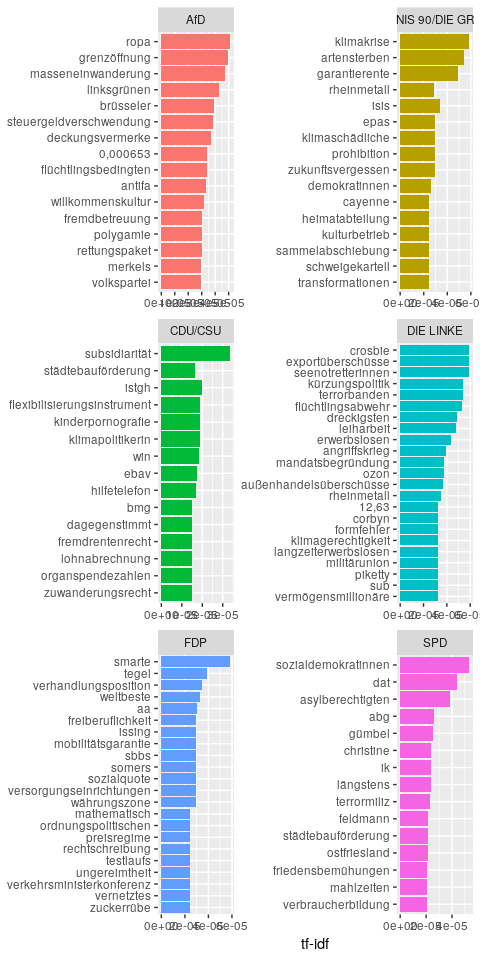 AfD
ropa
grenzöffnung
masseneinwanderung
linksgrünen
brüsseler
steuergeldverschwendung
deckungsvermerke
0,000653
flüchtlingsbedingten
antifa
willkommenskultur
fremdbetreuung
polygamie
rettungspaket
merkels
volkspartei
NIS 90/DIE GR
klimakrise
artensterben
garantierente
rheinmetall
isis
epas
klimaschädliche
prohibition
zukunftsvergessen
demokratinnen
cayenne
heimatabteilung
kulturbetrieb
sammelabschiebung
schweigekartell
transformationen
CDU/CSU
subsidiarität
städtebauförderung
istgh
flexibilisierungsinstrument
kinderpornografie
klimapolitikerin
win
ebav
hilfetelefon
bmg
dagegenstimmt
fremdrentenrecht
lohnabrechnung
organspendezahlen
zuwanderungsrecht
DIE LINKE
crosbie
exportüberschüsse
seenotretterinnen
kürzungspolitik
terrorbanden
flüchtlingsabwehr
dreckigsten
leiharbeit
erwerbslosen
angriffskrieg
mandatsbegründung
ozon
außenhandelsüberschüsse
rheinmetall
12,63
corbyn
formfehler
klimagerechtigkeit
langzeiterwerbslosen
militärunion
piketty
sub
vermögensmillionäre
FDP
smarte
tegel
verhandlungsposition
weltbeste
aa
freiberuflichkeit
issing
mobilitätsgarantie
sbbs
somers
sozialquote
versorgungseinrichtungen
währungszone
mathematisch
ordnungspolitischen
preisregime
rechtschreibung
testlaufs
ungereimtheit
verkehrsministerkonferenz
vernetztes
zuckerrübe
SPD
sozialdemokratinnen
dat
asylberechtigten
abg
gümbel
christine
ik
längstens
terrormiliz
feldmann
städtebauförderung
ostfriesland
friedensbemühungen
mahlzeiten
verbraucherbildung
tf-idf